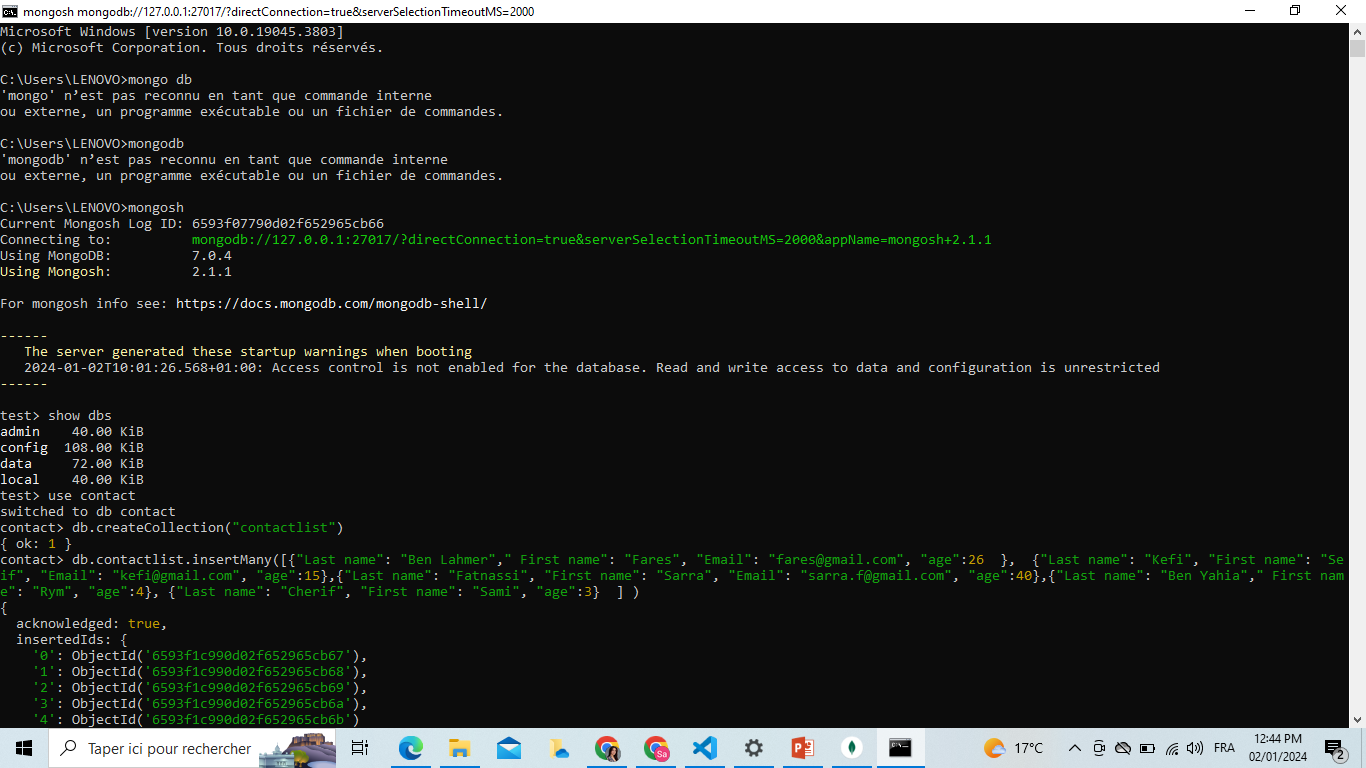 mongosh mongodb://127.0.0.1:27017/?directConnection=true&serverSelectionTimeoutMS=2000
Microsoft Windows [version 10.0.19045.3803]
(c) Microsoft Corporation. Tous droits réservés.
C:\Users\LENOVO>mongo db
'mongo' n’est pas reconnu en tant que commande interne
ou externe, un programme exécutable ou un fichier de commandes.
C:\Users\LENOVO>mongodb
'mongodb' n’est pas reconnu en tant que commande interne
ou externe, un programme exécutable ou un fichier de commandes.
C:\Users\LENOVO>mongosh
Current Mongosh Log ID: 6593f07790d02f652965cb66
Connecting to:          mongodb://127.0.0.1:27017/?directConnection=true&serverSelectionTimeoutMS=2000&appName=mongosh+2.1.1
Using MongoDB:          7.0.4
Using Mongosh:          2.1.1
For mongosh info see: https://docs.mongodb.com/mongodb-shell/
------
   The server generated these startup warnings when booting
   2024-01-02T10:01:26.568+01:00: Access control is not enabled for the database. Read and write access to data and configuration is unrestricted
------
test> show dbs
admin    40.00 KiB
config  108.00 KiB
data     72.00 KiB
local    40.00 KiB
test> use contact
switched to db contact
contact> db.createCollection("contactlist")
{ ok: 1 }
contact> db.contactlist.insertMany([{"Last name": "Ben Lahmer"," First name": "Fares", "Email": "fares@gmail.com", "age":26  },  {"Last name": "Kefi", "First name": "Se
if", "Email": "kefi@gmail.com", "age":15},{"Last name": "Fatnassi", "First name": "Sarra", "Email": "sarra.f@gmail.com", "age":40},{"Last name": "Ben Yahia"," First nam
e": "Rym", "age":4}, {"Last name": "Cherif", "First name": "Sami", "age":3}  ] )
{
  acknowledged: true,
  insertedIds: {
    '0': ObjectId('6593f1c990d02f652965cb67'),
    '1': ObjectId('6593f1c990d02f652965cb68'),
    '2': ObjectId('6593f1c990d02f652965cb69'),
    '3': ObjectId('6593f1c990d02f652965cb6a'),
    '4': ObjectId('6593f1c990d02f652965cb6b')
Taper ici pour rechercher
Sa
17°C
FRA
12:44 PM
02/01/2024
2